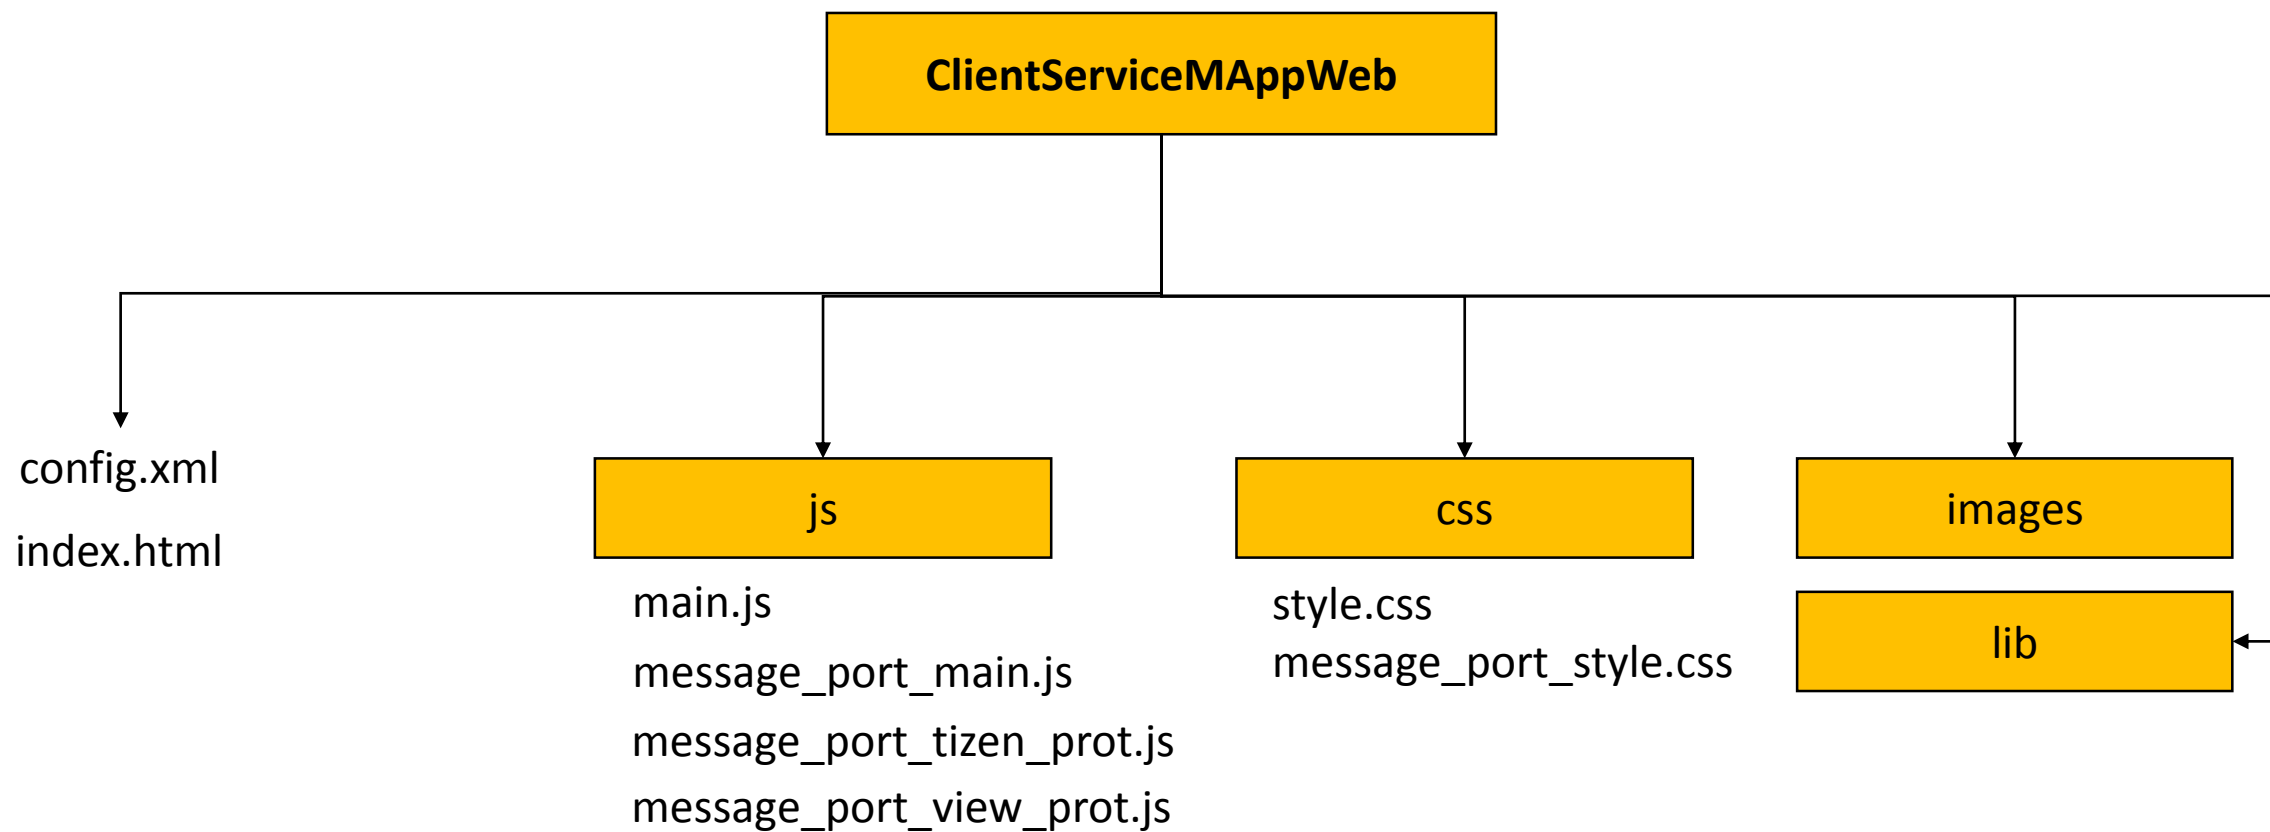 ClientServiceMAppWeb
config.xml
index.html
js
main.js
message_port_main.js
message_port_tizen_prot.js
message_port_view_prot.js
css
style.css
message_port_style.css
images
lib